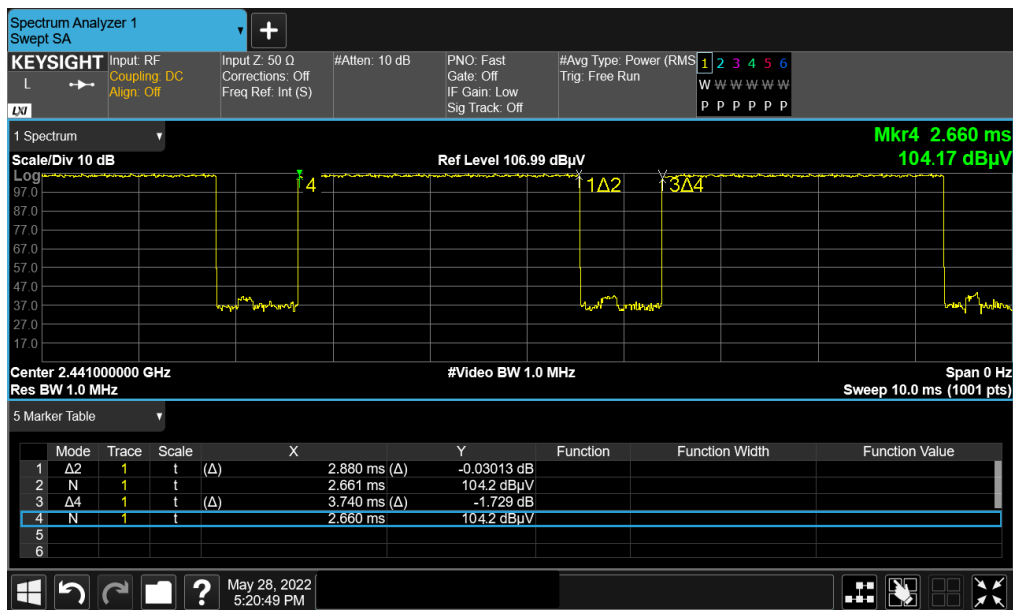 Spectrum Analyzer 1
Swept SA
KEYSIGHT Input: RF Input Z: 50 Ω #Atten: 10 dB PNO: Fast #Avg Type: Power (RMS 1 2 3 4 5 6
L Coupling: DC Corrections: Off Gate: Off Trig: Free Run W W W W W W
Align: Off Freq Ref: Int (S) IF Gain: Low P P P P P P
LXI Sig Track: Off
1 Spectrum Mkr4 2.660 ms
Scale/Div 10 dB Ref Level 106.99 dBµV 104.17 dBµV
Log
4 1Δ2 3Δ4
97.0
87.0
77.0
67.0
57.0
47.0
37.0
27.0
17.0
Center 2.441000000 GHz #Video BW 1.0 MHz Span 0 Hz
Res BW 1.0 MHz Sweep 10.0 ms (1001 pts)
5 Marker Table
Mode Trace Scale X Y Function Function Width Function Value
1 Δ2 1 t (Δ) 2.880 ms (Δ) -0.03013 dB
2 N 1 t 2.661 ms 104.2 dBµV
3 Δ4 1 t (Δ) 3.740 ms (Δ) -1.729 dB
4 N 1 t 2.660 ms 104.2 dBµV
5
6
? May 28, 2022
5:20:49 PM